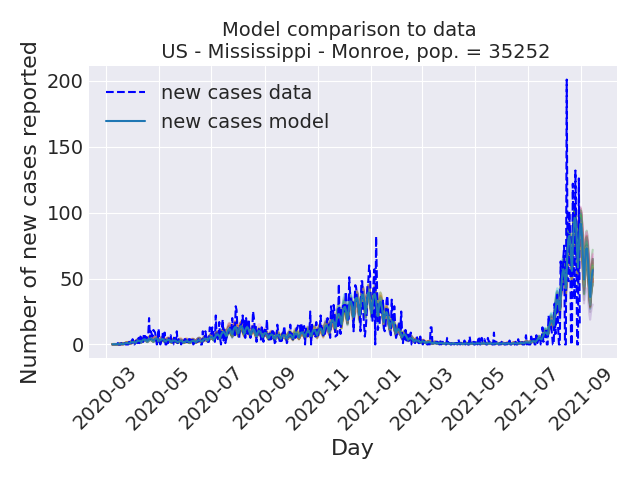 Model comparison to data
US - Mississippi - Monroe, pop. = 35252
Number of new cases reported
200
150
100
50
0
new cases data
new cases model
2020-03
2020-05
2020-07
2020-09
2020-11
2021-01
2021-03
2021-05
2021-07
2021-09
Day